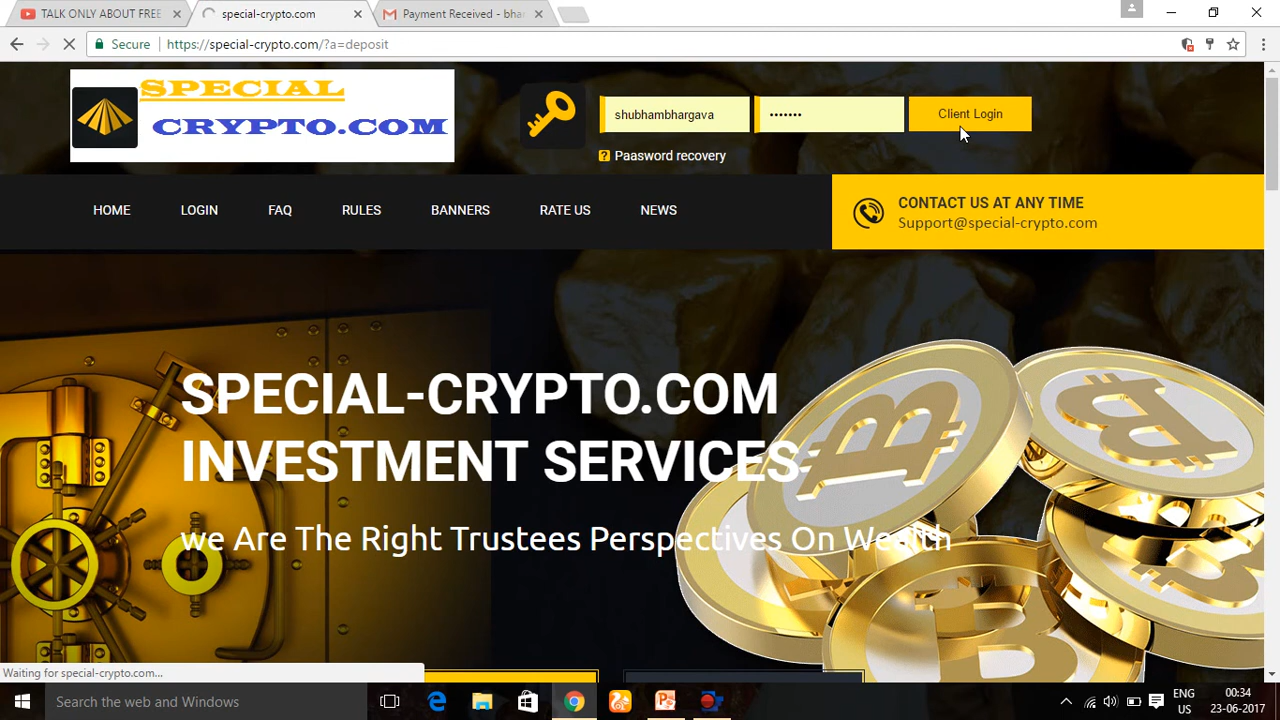 TALK ONLY ABOUT FREE
special-crypto.com
Payment Received - bhar
Secure
https://special-crypto.com/?a=deposit
SPECIAL
CRYPTO.COM
shubhambhargava
•••••••
Client Login
? Paasword recovery
HOME
LOGIN
FAQ
RULES
BANNERS
RATE US
NEWS
CONTACT US AT ANY TIME
Support@special-crypto.com
SPECIAL-CRYPTO.COM
INVESTMENT SERVICES
we Are The Right Trustees Perspectives On Wealth
Waiting for special-crypto.com...
Search the web and Windows
ENG
US
00:34
23-06-2017